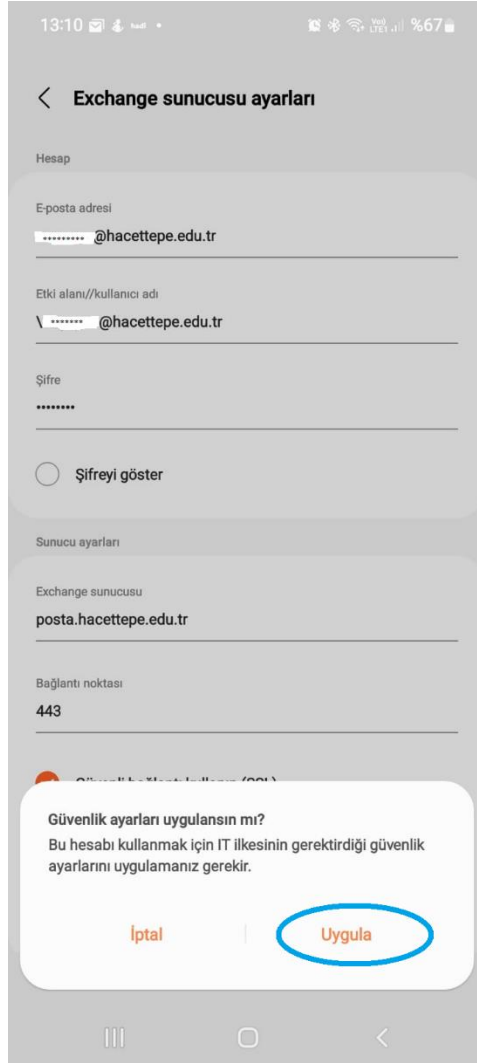 13:10
%67
Exchange sunucusu ayarları
Hesap
E-posta adresi
@hacettepe.edu.tr
Etki alanı//kullanıcı adı
\ @hacettepe.edu.tr
Şifre
••••••••
Şifreyi göster
Sunucu ayarları
Exchange sunucusu
posta.hacettepe.edu.tr
Bağlantı noktası
443
Güvenlik ayarları uygulansın mı?
Bu hesabı kullanmak için IT ilkesinin gerektirdiği güvenlik
ayarlarını uygulamanız gerekir.
İptal
Uygula